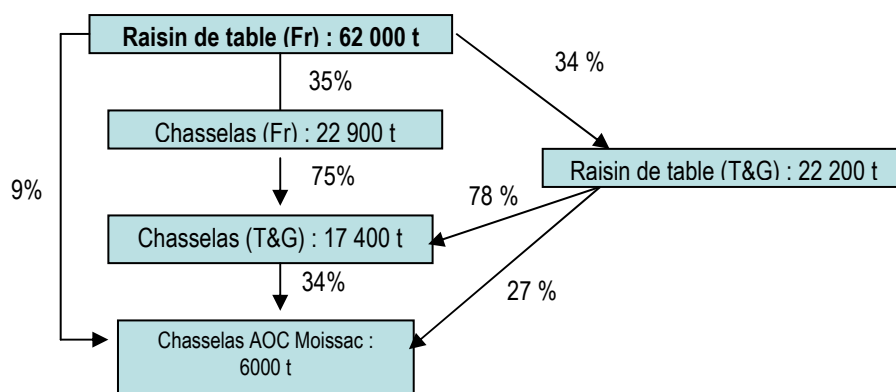 Raisin de table (Fr) : 62 000 t
34 %
35%
Chasselas (Fr) : 22 900 t
Raisin de table (T&G) : 22 200 t
75%
9%
78 %
Chasselas (T&G) : 17 400 t
34%
27 %
Chasselas AOC Moissac :
6000 t